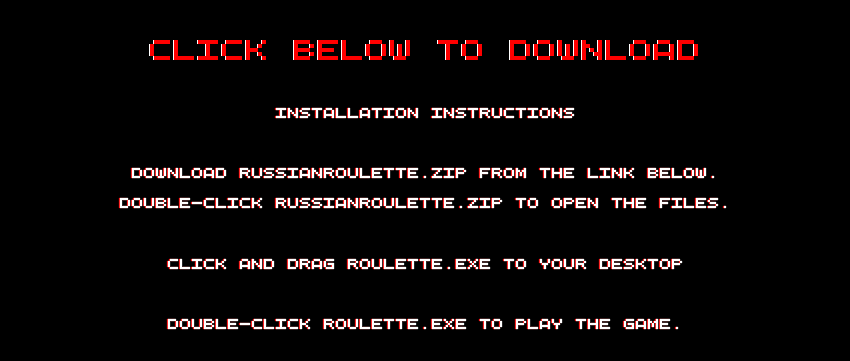 CLICK BELOW TO DOWNLOAD
INSTALLATION INSTRUCTIONS
DOWNLOAD RUSSIANROULETTE.ZIP FROM THE LINK BELOW.
DOUBLE-CLICK RUSSIANROULETTE.ZIP TO OPEN THE FILES.
CLICK AND DRAG ROULETTE.EXE TO YOUR DESKTOP
DOUBLE-CLICK ROULETTE.EXE TO PLAY THE GAME.